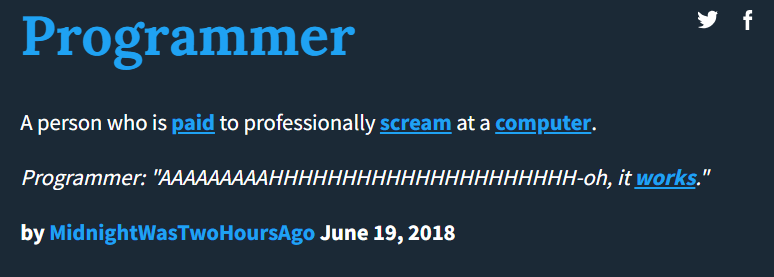 Programmer
A person who is paid to professionally scream at a computer.
Programmer: "AAAAAAAAAHHHHHHHHHHHHHHHHHHHHH-oh, it works."
by MidnightWasTwoHoursAgo June 19, 2018